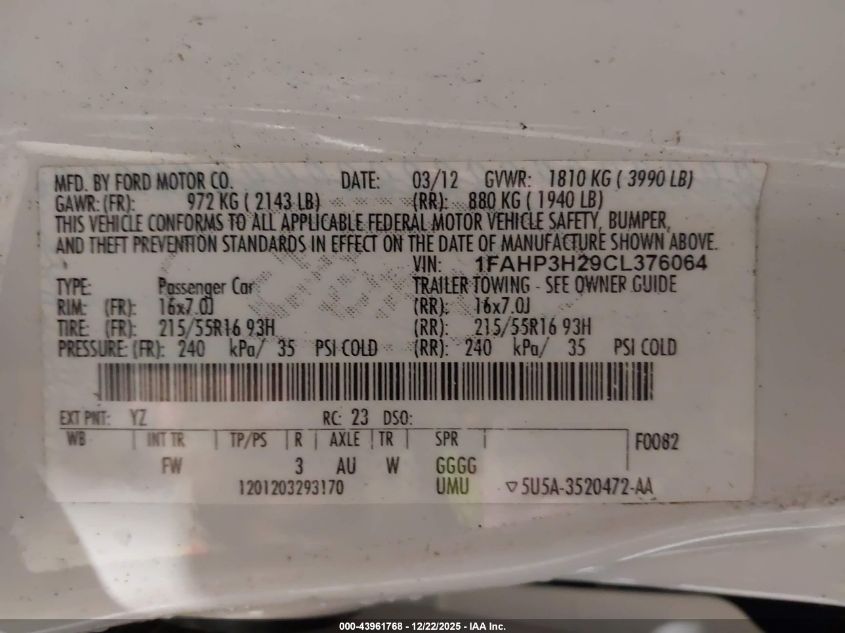 MFD. BY FORD MOTOR CO. DATE: 03/12 GVWR: 1810 KG ( 3990 LB)
GAWR: (FR): 972 KG ( 2143 LB) (RR): 880 KG ( 1940 LB)
THIS VEHICLE CONFORMS TO ALL APPLICABLE FEDERAL MOTOR VEHICLE SAFETY, BUMPER,
AND THEFT PREVENTION STANDARDS IN EFFECT ON THE DATE OF MANUFACTURE SHOWN ABOVE.
VIN: 1FAHP3H29CL376064
TYPE: Passenger Car TRAILER TOWING - SEE OWNER GUIDE
RIM: (FR): 16x7.0J (RR): 16x7.0J
TIRE: (FR): 215/55R16 93H (RR): 215/55R16 93H
PRESSURE: (FR): 240 kPa/ 35 PSI COLD (RR): 240 kPa/ 35 PSI COLD
EXT PNT: YZ RC: 23 DSO:
WB INT TR TP/PS R AXLE TR SPR F0082
FW 3 AU W GGGG
1201203293170 UMU ▽5U5A-3520472-AA
000-43961768 - 12/22/2025 - IAA Inc.